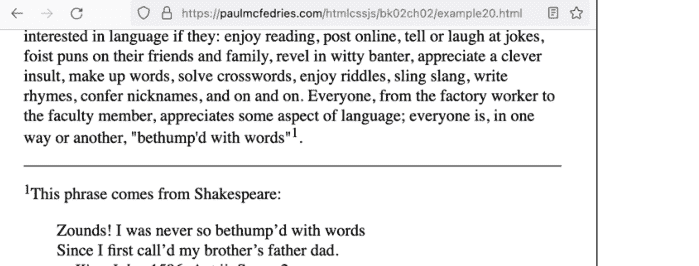 https://paulmcfedries.com/htmlcssjs/bk02ch02/example20.html
interested in language if they: enjoy reading, post online, tell or laugh at jokes,
foist puns on their friends and family, revel in witty banter, appreciate a clever
insult, make up words, solve crosswords, enjoy riddles, sling slang, write
rhymes, confer nicknames, and on and on. Everyone, from the factory worker to
the faculty member, appreciates some aspect of language; everyone is, in one
way or another, "bethump'd with words"¹.
¹This phrase comes from Shakespeare:
Zounds! I was never so bethump’d with words
Since I first call’d my brother’s father dad.